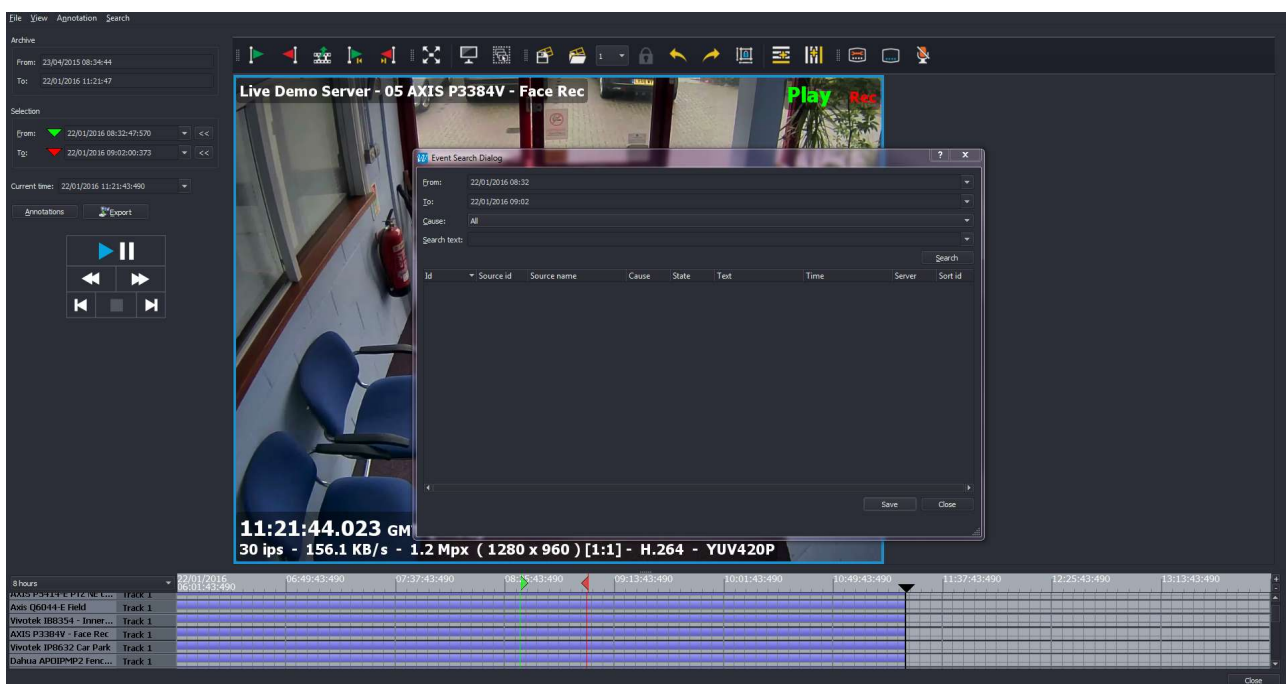 File View Annotation Search
Archive
From: 23/04/2015 08:34:44
To: 22/01/2016 11:21:47
Selection
From: 22/01/2016 08:32:47:570 <<
To: 22/01/2016 09:02:00:373 <<
Current time: 22/01/2016 11:21:43:490
Annotations Export
1
Live Demo Server - 05 AXIS P3384V - Face Rec
Play Rec
Event Search Dialog ? X
From: 22/01/2016 08:32
To: 22/01/2016 09:02
Cause: All
Search text:
Search
Id Source id Source name Cause State Text Time Server Sort id
Save Close
11:21:44.023 GM
30 ips - 156.1 KB/s - 1.2 Mpx ( 1280 x 960 ) [1:1] - H.264 - YUV420P
8 hours
22/01/2016
06:01:43:490 06:49:43:490 07:37:43:490 09:13:43:490 10:01:43:490 10:49:43:490 11:37:43:490 12:25:43:490 13:13:43:490
AXIS P5414-E PTZ NE C... Track 1
Axis Q6044-E Field Track 1
Vivotek IB8354 - Inner... Track 1
AXIS P3384V - Face Rec Track 1
Vivotek IP8632 Car Park Track 1
Dahua APOIPMP2 Fenc... Track 1
Close